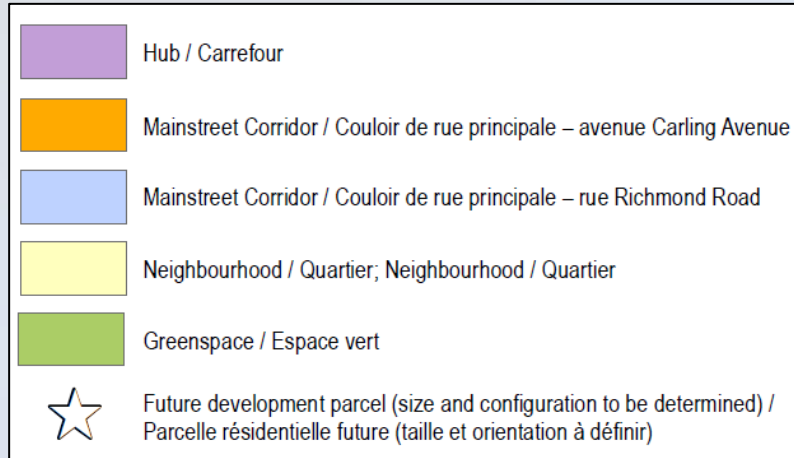 Hub / Carrefour
Mainstreet Corridor / Couloir de rue principale – avenue Carling Avenue
Mainstreet Corridor / Couloir de rue principale – rue Richmond Road
Neighbourhood / Quartier; Neighbourhood / Quartier
Greenspace / Espace vert
Future development parcel (size and configuration to be determined) /
Parcelle résidentielle future (taille et orientation à définir)